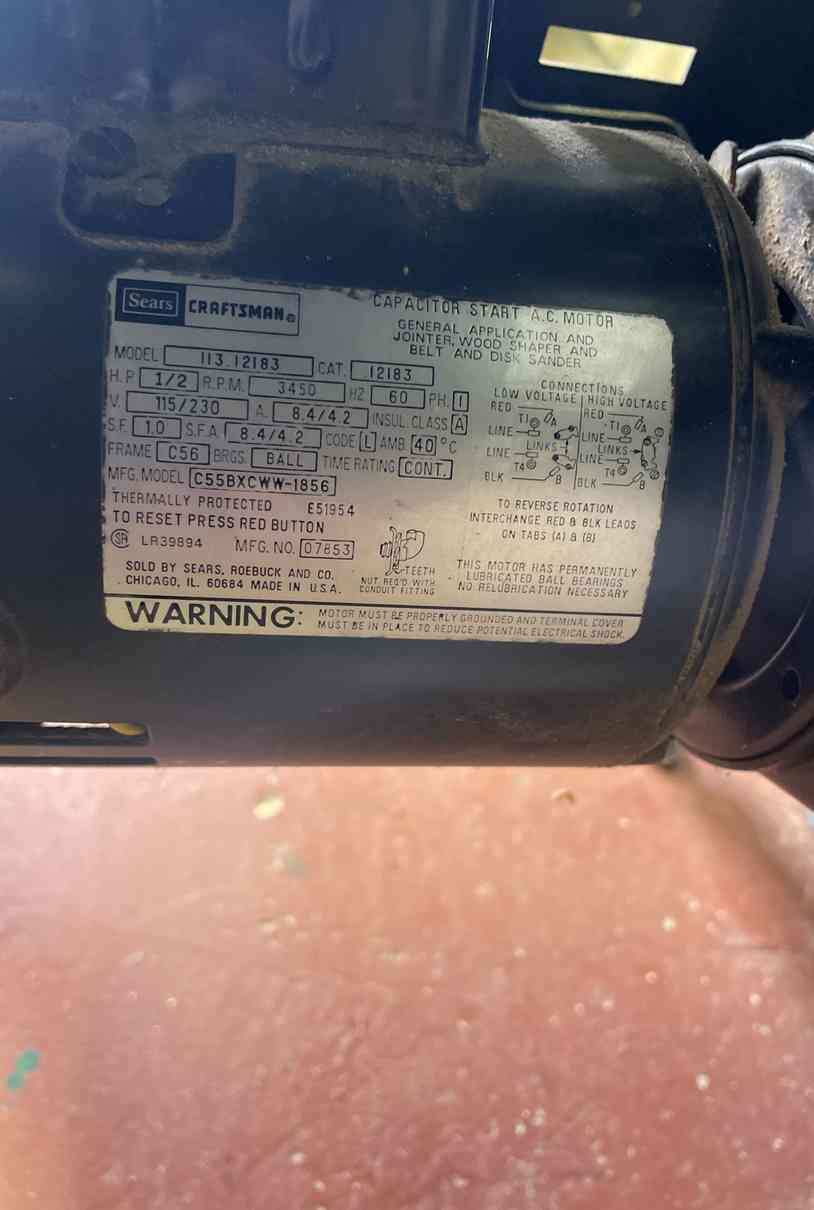 Sears CRAFTSMAN®
CAPACITOR START A.C. MOTOR
GENERAL APPLICATION AND
JOINTER, WOOD SHAPER AND
BELT AND DISK SANDER
MODEL 113.12183 CAT. 12183
H.P. 1/2 R.P.M. 3450 HZ 60 PH. 1
V. 115/230 A. 8.4/4.2 INSUL. CLASS A
S.F. 1.0 S.F.A. 8.4/4.2 CODE L AMB. 40 °C
FRAME C56 BRGS. BALL TIME RATING CONT.
MFG. MODEL C55BXCWW-1856
THERMALLY PROTECTED E51954
TO RESET PRESS RED BUTTON
SA LR39894 MFG. NO. 07853
SOLD BY SEARS, ROEBUCK AND CO.
CHICAGO, IL. 60684 MADE IN U.S.A.
TEETH
NUT REQ'D. WITH
CONDUIT FITTING
CONNECTIONS
LOW VOLTAGE HIGH VOLTAGE
RED A RED A
T1 T1
LINE LINE
LINKS
LINE LINE
T4 T4
BLK B BLK B
TO REVERSE ROTATION
INTERCHANGE RED & BLK LEADS
ON TABS (A) & (B)
THIS MOTOR HAS PERMANENTLY
LUBRICATED BALL BEARINGS
NO RELUBRICATION NECESSARY
WARNING: MOTOR MUST BE PROPERLY GROUNDED AND TERMINAL COVER
MUST BE IN PLACE TO REDUCE POTENTIAL ELECTRICAL SHOCK.